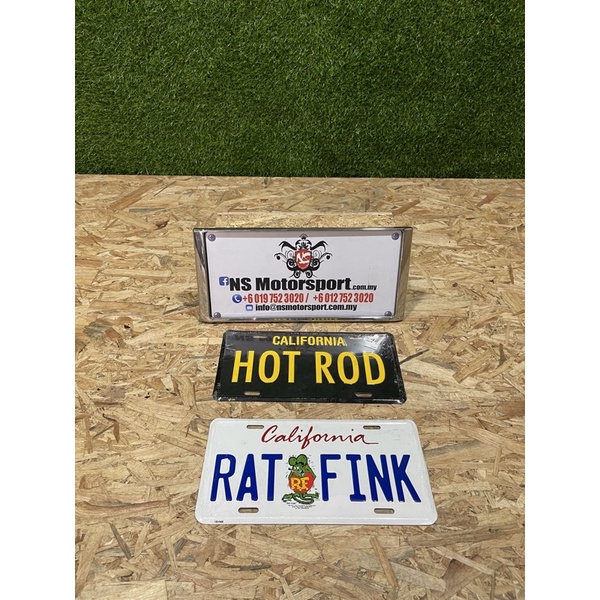 NS
NS Motorsport.com.my
+6 019 752 3020 / +6 012 752 3020
info@nsmotorsport.com.my
CALIFORNIA
HOT ROD
California
RAT R.F. FINK